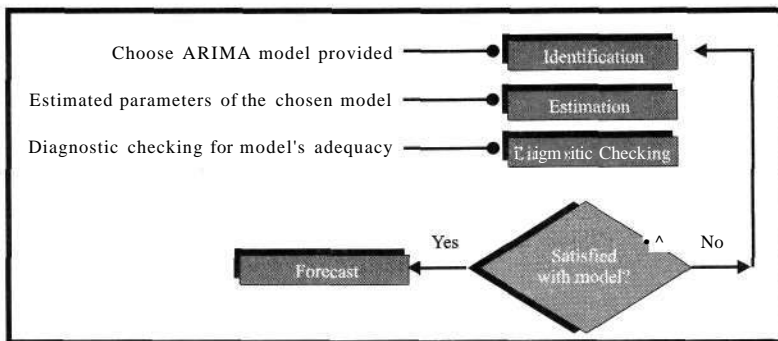 Choose ARIMA model provided
Identification
Estimated parameters of the chosen model
Estimation
Diagnostic checking for model's adequacy
Checking
Yes
No
Satisfied
with model?
Forecast